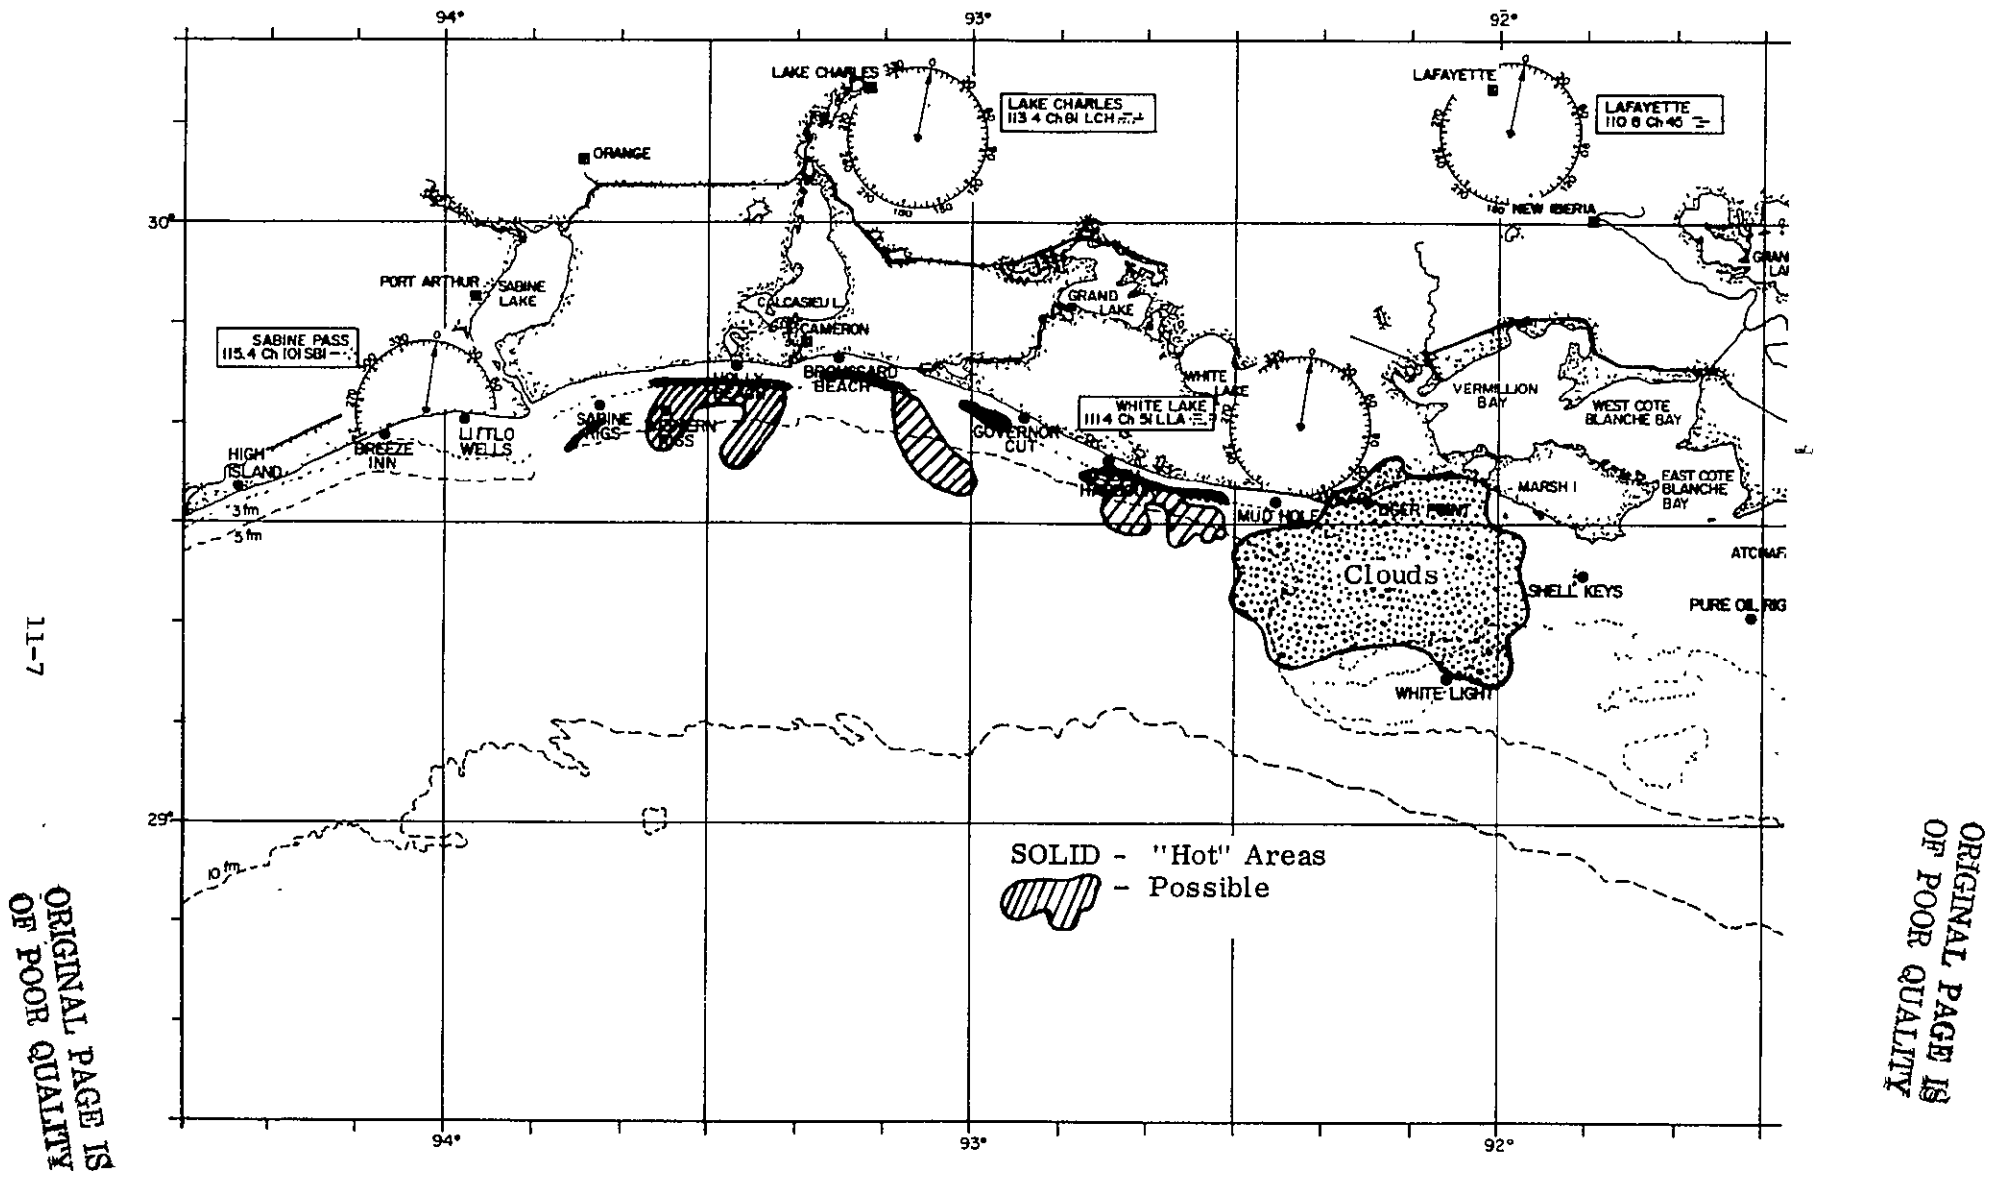 94°
93°
92°
LAKE CHARLES
LAKE CHARLES
113 4 Ch 81 LCH
LAFAYETTE
LAFAYETTE
110 8 Ch 45
ORANGE
30°
NEW IBERIA
PORT ARTHUR
SABINE
LAKE
CALCASIEU L
GRAND
LAKE
SABINE PASS
115.4 Ch 101 SBI
CAMERON
BROUSSARD
BEACH
HOLLY
WHITE
LAKE
VERMILLION
BAY
WEST COTE
BLANCHE BAY
WHITE LAKE
111 4 Ch 51 LLA
SABINE
RIGS
GOVERNOR
CUT
HIGH
ISLAND
BREEZE
INN
WELLS
MARSH I
EAST COTE
BLANCHE
BAY
3 fm
5 fm
MUD HOLE
Clouds
SHELL KEYS
PURE OIL RIG
WHITE LIGHT
29°
10 fm
SOLID - "Hot" Areas
- Possible
94°
93°
92°
11-7
ORIGINAL PAGE IS
OF POOR QUALITY
ORIGINAL PAGE IS
OF POOR QUALITY